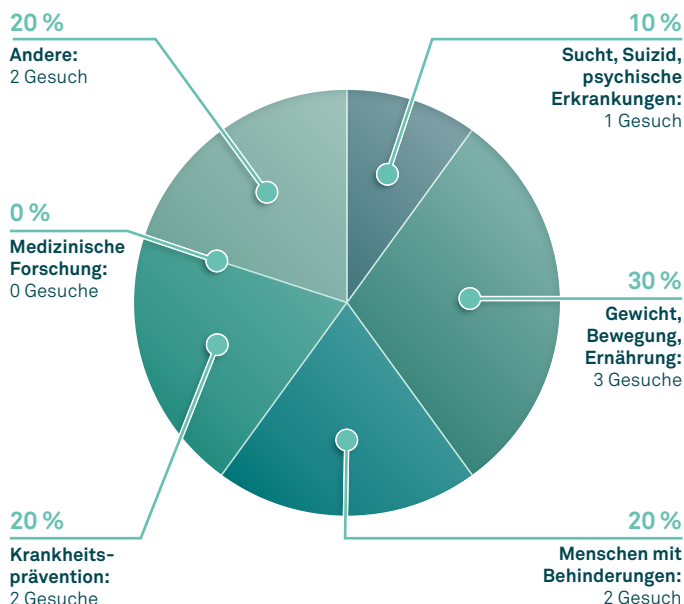 20 %
Andere:
2 Gesuch
10 %
Sucht, Suizid,
psychische
Erkrankungen:
1 Gesuch
0 %
Medizinische
Forschung:
0 Gesuche
30 %
Gewicht,
Bewegung,
Ernährung:
3 Gesuche
20 %
Krankheits-
prävention:
2 Gesuche
20 %
Menschen mit
Behinderungen:
2 Gesuch